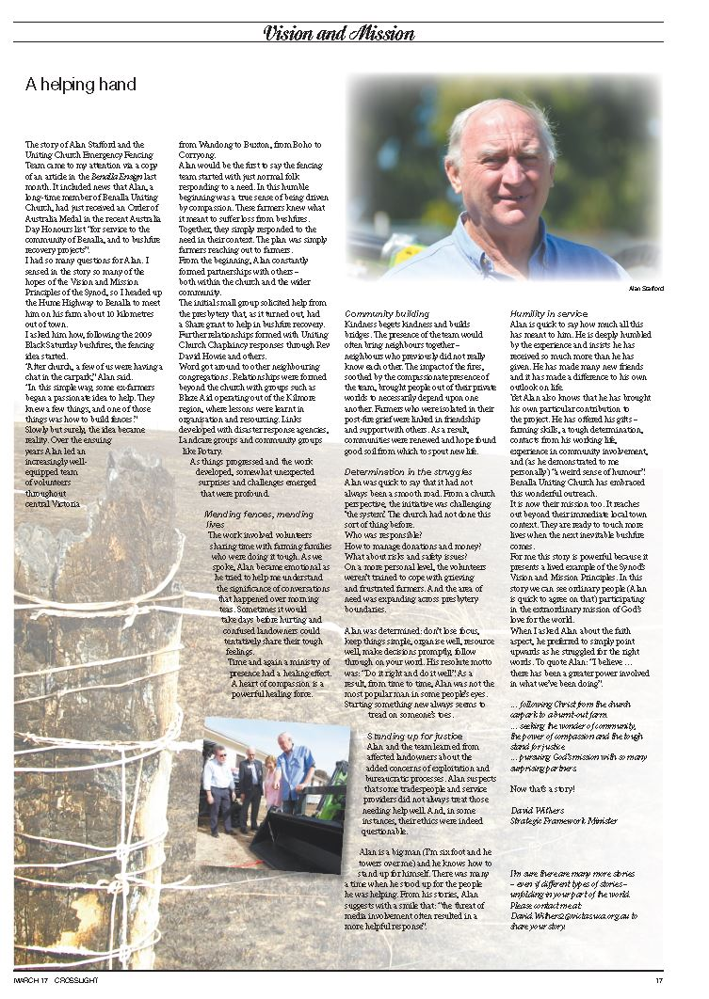 Vision and Mission
A helping hand
The story of Alan Stafford and the
Uniting Church Emergency Fencing
Team came to my attention via a copy
of an article in the Benalla Ensign last
month. It included news that Alan, a
long-time member of Benalla Uniting
Church, had just received an Order of
Australia Medal in the recent Australia
Day Honours list "for service to the
community of Benalla, and to bushfire
recovery projects".
I had so many questions for Alan. I
sensed in the story so many of the
hopes of the Vision and Mission
Principles of the Synod, so I headed up
the Hume Highway to Benalla to meet
him on his farm about 10 kilometres
out of town.
I asked him how, following the 2009
Black Saturday bushfires, the fencing
idea started.
"After church, a few of us were having a
chat in the carpark," Alan said.
"In this simple way, some ex-farmers
began a passionate idea to help. They
knew a few things, and one of those
things was how to build fences."
Slowly but surely, the idea became
reality. Over the ensuing
years Alan led an
increasingly well-
equipped team
of volunteers
throughout
central Victoria
from Wandong to Buxton, from Boho to
Corryong.
Alan would be the first to say the fencing
team started with just normal folk
responding to a need. In this humble
beginning was a true sense of being driven
by compassion. These farmers knew what
it meant to suffer loss from bushfires.
Together, they simply responded to the
need in their context. The plan was simply
farmers reaching out to farmers.
From the beginning, Alan constantly
formed partnerships with others –
both within the church and the wider
community.
The initial small group solicited help from
the presbytery that, as it turned out, had
a Share grant to help in bushfire recovery.
Further relationships formed with Uniting
Church Chaplaincy responses through Rev
David Howie and others.
Word got around to other neighbouring
congregations. Relationships were formed
beyond the church with groups such as
Blaze Aid operating out of the Kilmore
region, where lessons were learnt in
organisation and resourcing. Links
developed with disaster response agencies,
Landcare groups and community groups
like Rotary.
As things progressed and the work
developed, somewhat unexpected
surprises and challenges emerged
that were profound.
Mending fences, mending
lives
The work involved volunteers
sharing time with farming families
who were doing it tough. As we
spoke, Alan became emotional as
he tried to help me understand
the significance of conversations
that happened over morning
teas. Sometimes it would
take days before hurting and
confused landowners could
tentatively share their tough
feelings.
Time and again a ministry of
presence had a healing effect.
A heart of compassion is a
powerful healing force.
Alan Stafford
Community building
Kindness begets kindness and builds
bridges. The presence of the team would
often bring neighbours together –
neighbours who previously did not really
know each other. The impact of the fires,
soothed by the compassionate presence of
the team, brought people out of their private
worlds to necessarily depend upon one
another. Farmers who were isolated in their
post-fire grief were linked in friendship
and support with others. As a result,
communities were renewed and hope found
good soil from which to spout new life.
Determination in the struggles
Alan was quick to say that it had not
always been a smooth road. From a church
perspective, the initiative was challenging
'the system'. The church had not done this
sort of thing before.
Who was responsible?
How to manage donations and money?
What about risks and safety issues?
On a more personal level, the volunteers
weren't trained to cope with grieving
and frustrated farmers. And the area of
need was expanding across presbytery
boundaries.
Alan was determined: don't lose focus,
keep things simple, organise well, resource
well, make decisions promptly, follow
through on your word. His resolute motto
was: "Do it right and do it well". As a
result, from time to time, Alan was not the
most popular man in some people's eyes.
Starting something new always seems to
tread on someone's toes.
Standing up for justice
Alan and the team learned from
affected landowners about the
added concerns of exploitation and
bureaucratic processes. Alan suspects
that some tradespeople and service
providers did not always treat those
needing help well. And, in some
instances, their ethics were indeed
questionable.
Alan is a big man (I'm six foot and he
towers over me) and he knows how to
stand up for himself. There was many
a time when he stood up for the people
he was helping. From his stories, Alan
suggests with a smile that: "the threat of
media involvement often resulted in a
more helpful response".
Humility in service
Alan is quick to say how much all this
has meant to him. He is deeply humbled
by the experience and insists he has
received so much more than he has
given. He has made many new friends
and it has made a difference to his own
outlook on life.
Yet Alan also knows that he has brought
his own particular contribution to
the project. He has offered his gifts –
farming skills, a tough determination,
contacts from his working life,
experience in community involvement,
and (as he demonstrated to me
personally) "a weird sense of humour".
Benalla Uniting Church has embraced
this wonderful outreach.
It is now their mission too. It reaches
out beyond their immediate local town
context. They are ready to touch more
lives when the next inevitable bushfire
comes.
For me this story is powerful because it
presents a lived example of the Synod's
Vision and Mission Principles. In this
story we can see ordinary people (Alan
is quick to agree on that) participating
in the extraordinary mission of God's
love for the world.
When I asked Alan about the faith
aspect, he preferred to simply point
upwards as he struggled for the right
words. To quote Alan: "I believe ...
there has been a greater power involved
in what we've been doing".
... following Christ from the church
carpark to a burnt-out farm.
... seeking the wonder of community,
the power of compassion and the tough
stand for justice
... pursuing God's mission with so many
surprising partners.
Now that's a story!
David Withers
Strategic Framework Minister
I'm sure there are many more stories
– even if different types of stories –
unfolding in your part of the world.
Please contact me at:
David.Withers2@victas.uca.org.au to
share your story.
MARCH 17 CROSSLIGHT
17